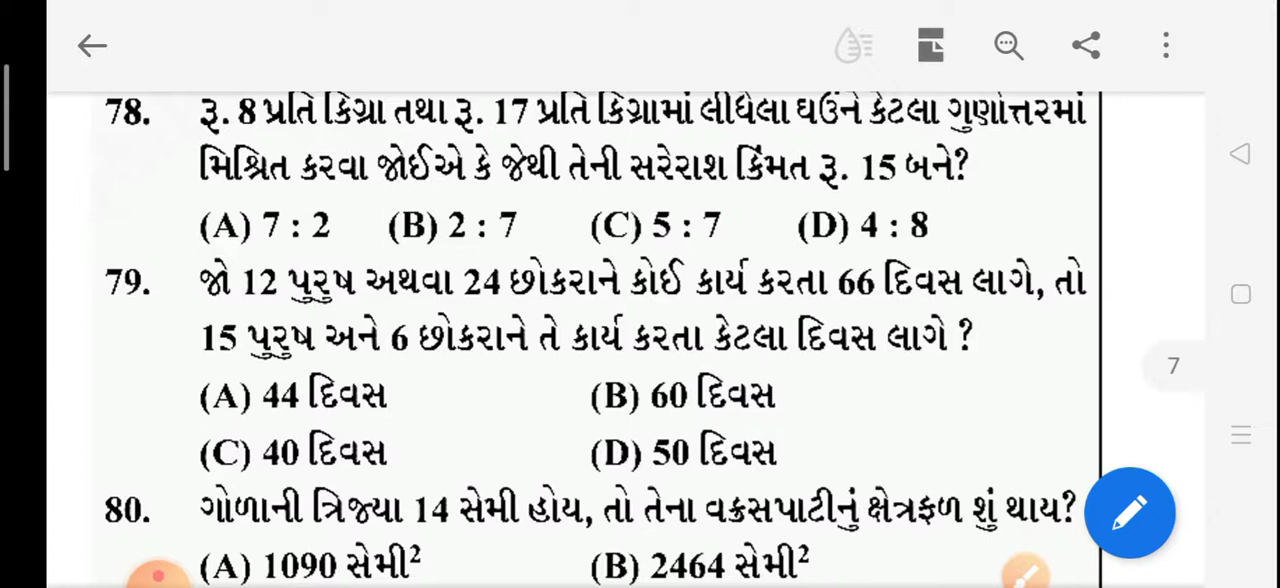 78. રૂ. 8 પ્રતિ કિગ્રા તથા રૂ. 17 પ્રતિ કિગ્રામાં લીધેલા ઘઉંને કેટલા ગુણોત્તરમાં
મિશ્રિત કરવા જોઈએ કે જેથી તેની સરેરાશ કિંમત રૂ. 15 બને?
(A) 7 : 2 (B) 2 : 7 (C) 5 : 7 (D) 4 : 8
79. જો 12 પુરુષ અથવા 24 છોકરાને કોઈ કાર્ય કરતા 66 દિવસ લાગે, તો
15 પુરુષ અને 6 છોકરાને તે કાર્ય કરતા કેટલા દિવસ લાગે ?
7
(A) 44 દિવસ (B) 60 દિવસ
(C) 40 દિવસ (D) 50 દિવસ
80. ગોળાની ત્રિજ્યા 14 સેમી હોય, તો તેના વક્રસપાટીનું ક્ષેત્રફળ શું થાય?
(A) 1090 સેમી² (B) 2464 સેમી²